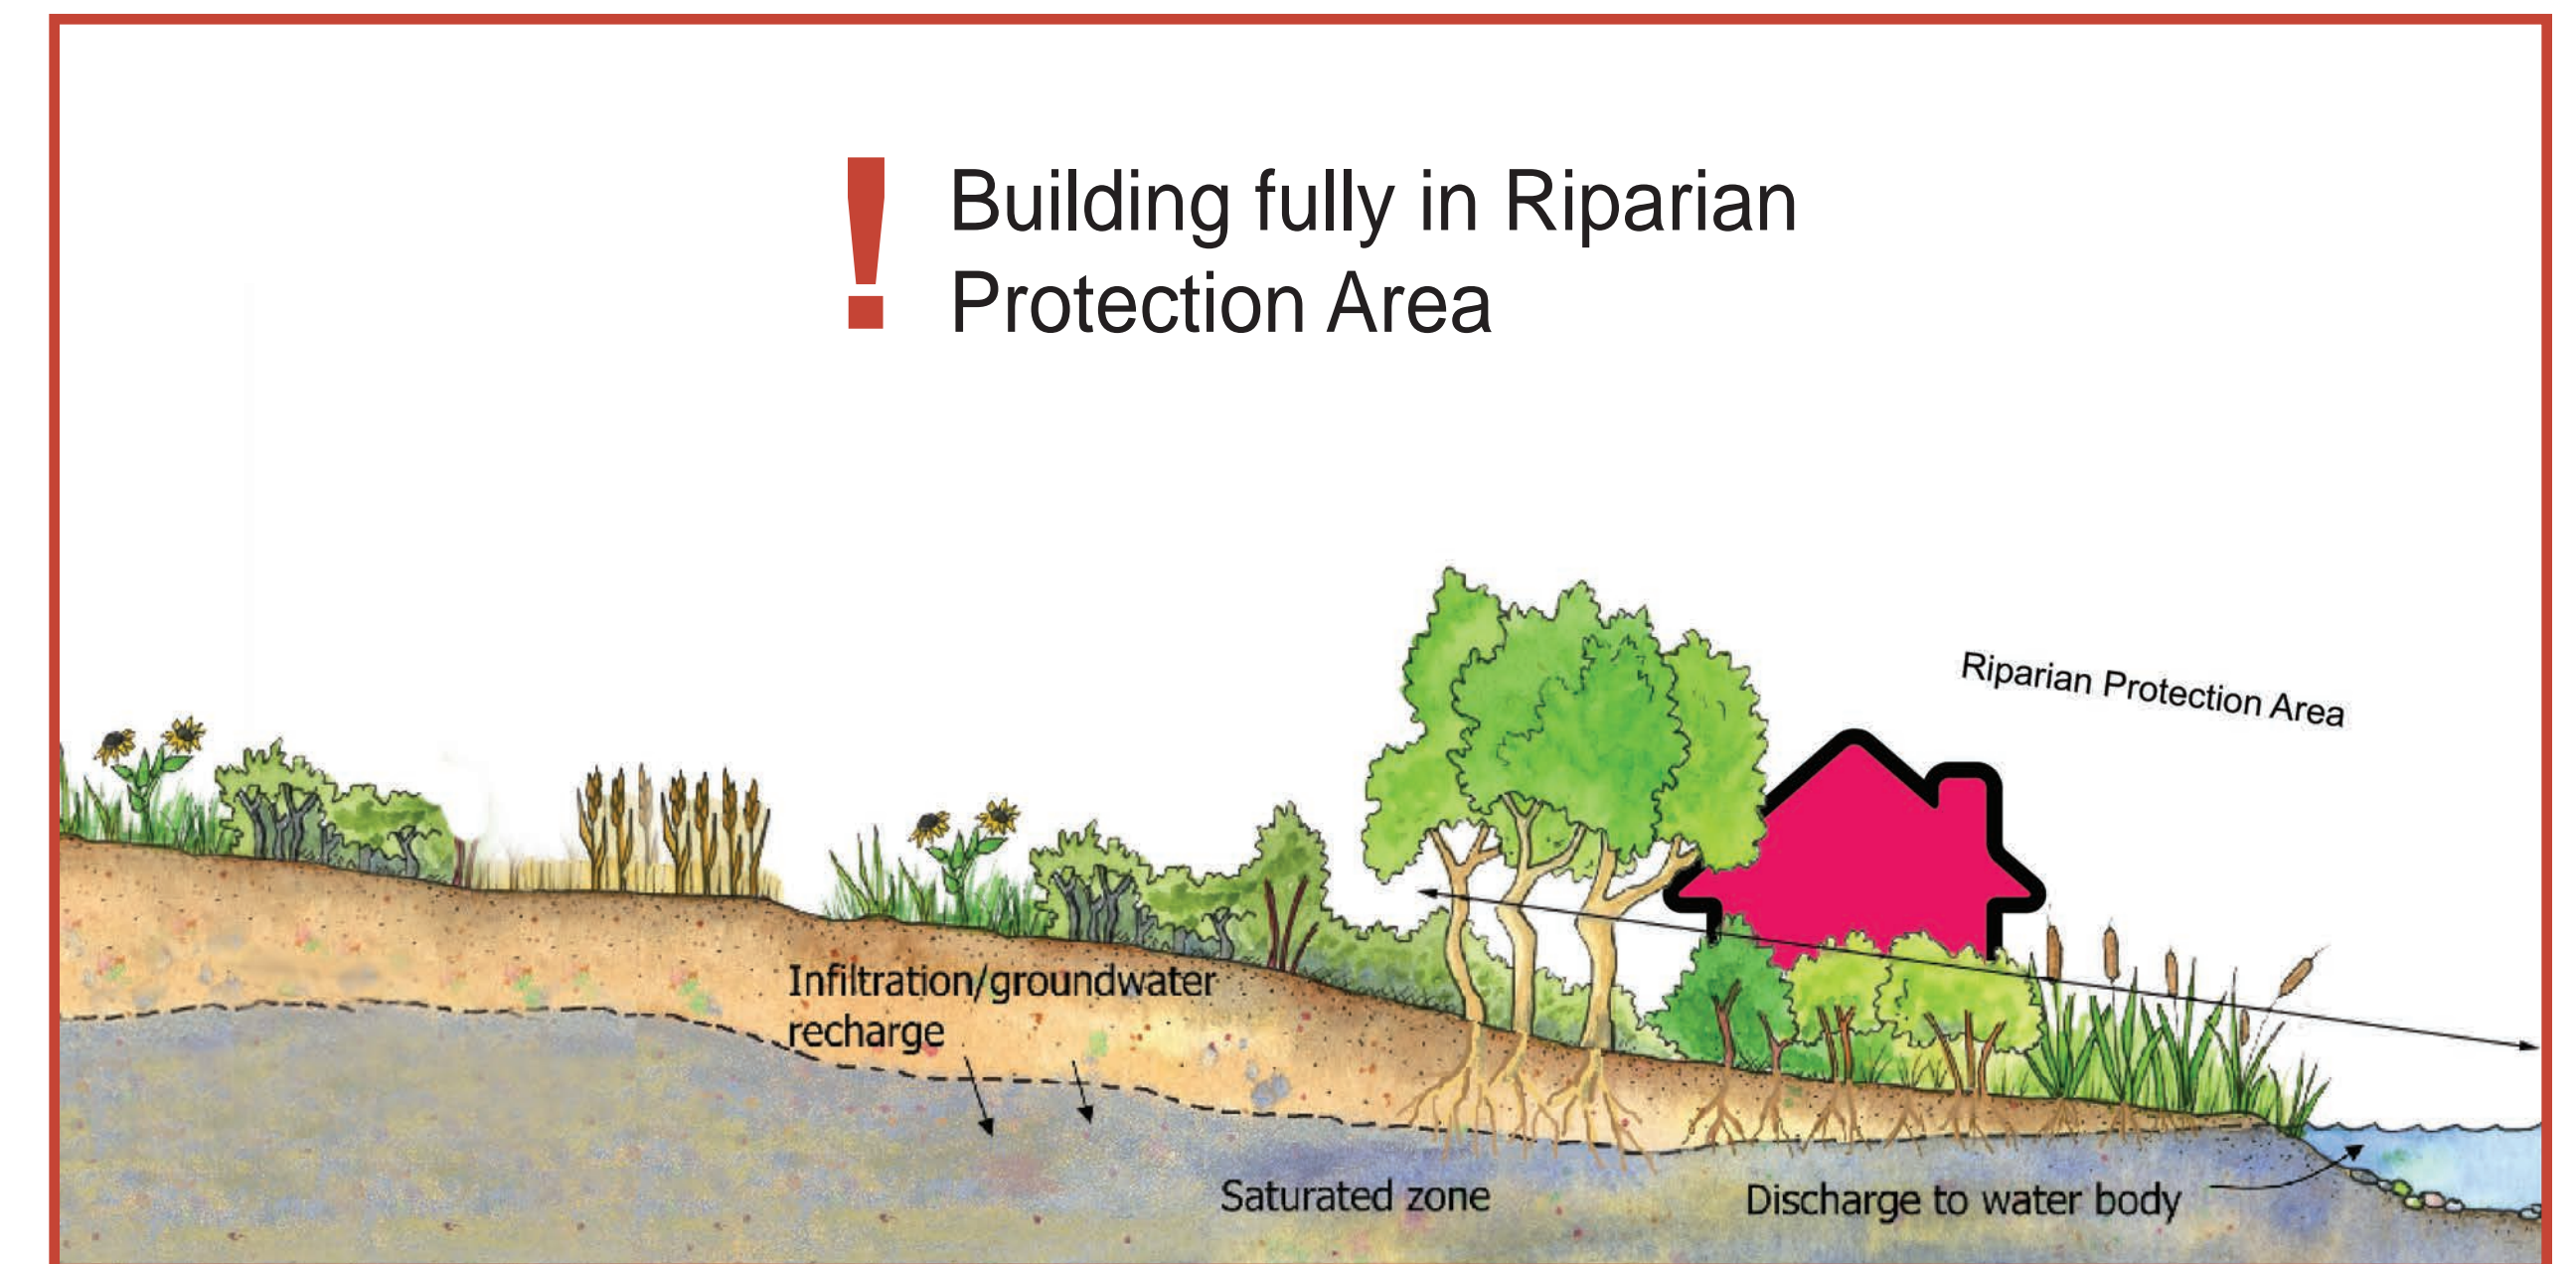 ! Building fully in Riparian
Protection Area
Riparian Protection Area
Infiltration/groundwater
recharge
Saturated zone
Discharge to water body